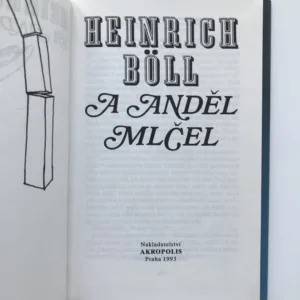 HEINRICH
BÖLL
A ANDĚL
MLČEL
Nakladatelství
AKROPOLIS
Praha 1993